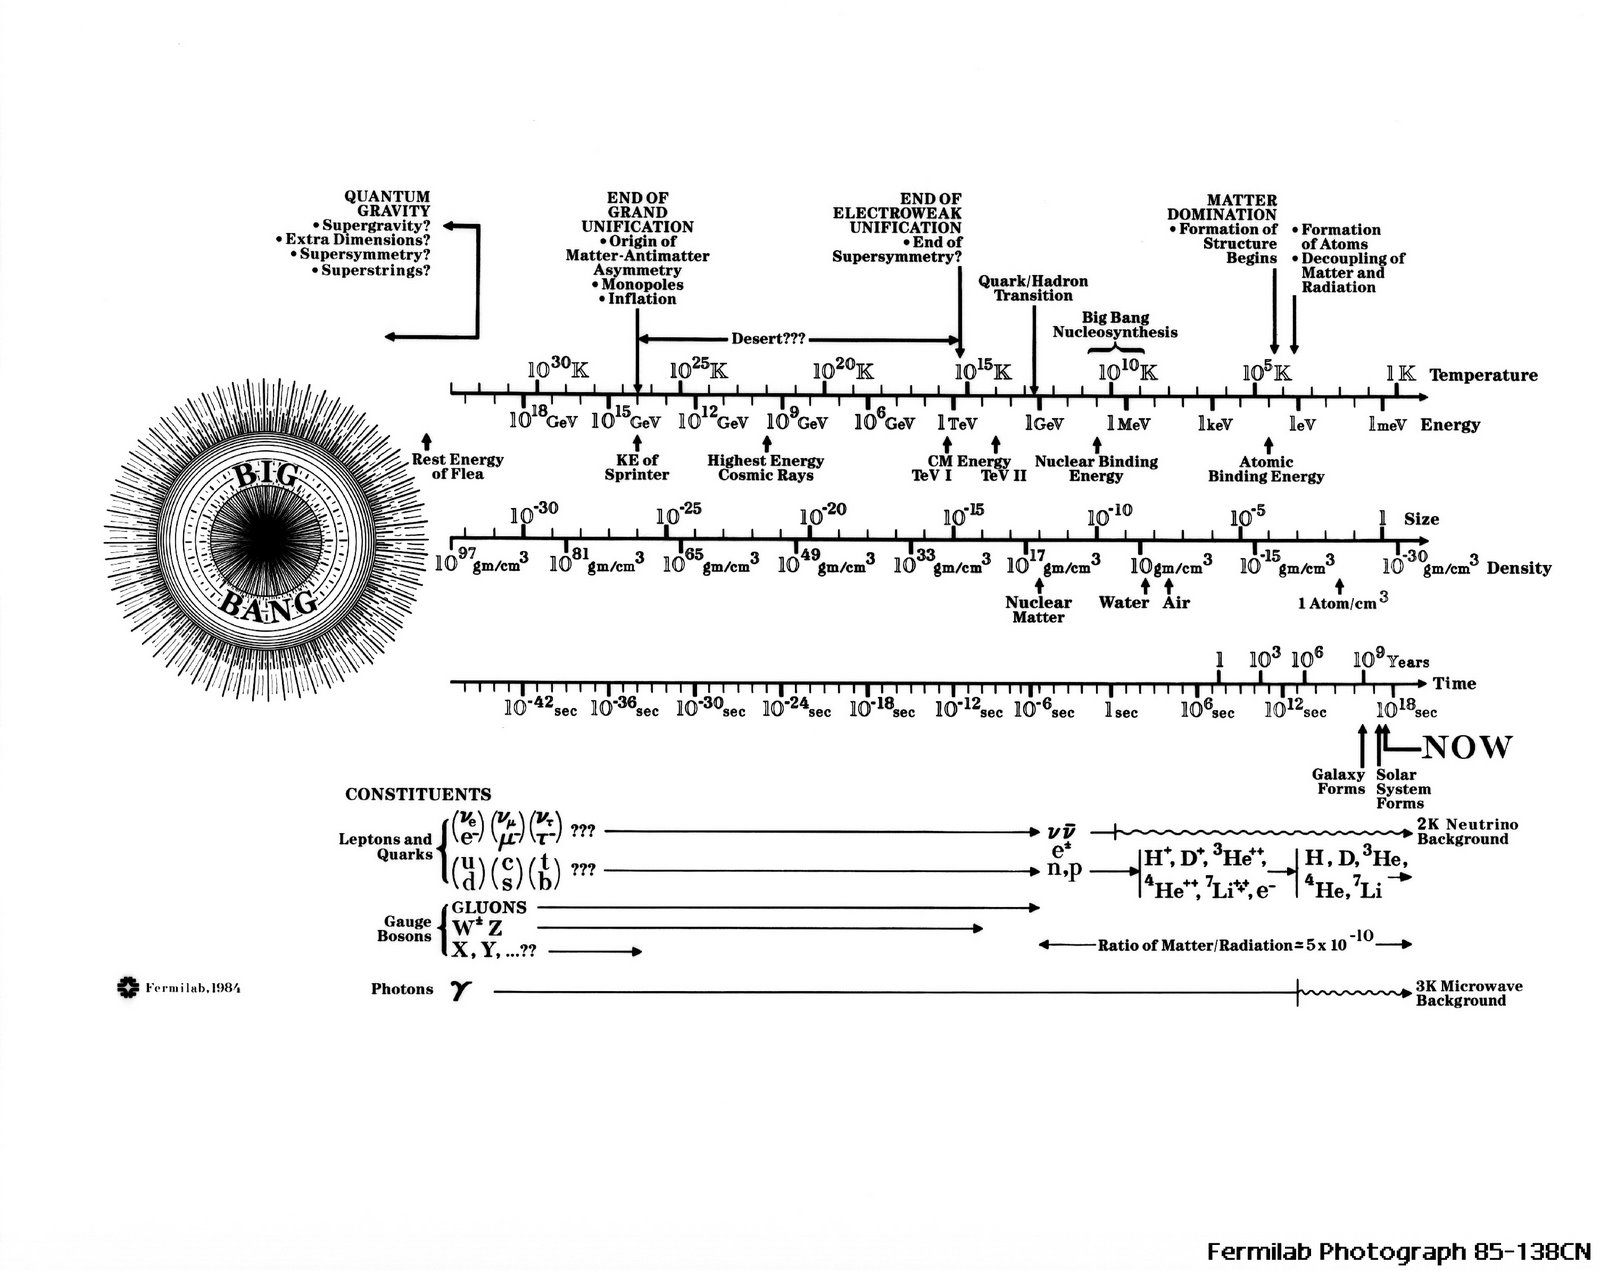 QUANTUM
GRAVITY
• Supergravity?
• Extra Dimensions?
• Supersymmetry?
• Superstrings?
END OF
GRAND
UNIFICATION
• Origin of
Matter-Antimatter
Asymmetry
• Monopoles
• Inflation
END OF
ELECTROWEAK
UNIFICATION
• End of
Supersymmetry?
MATTER
DOMINATION
• Formation of
Structure
Begins
• Formation
of Atoms
• Decoupling of
Matter and
Radiation
Quark/Hadron
Transition
Big Bang
Nucleosynthesis
Desert???
10³⁰K 10²⁵K 10²⁰K 10¹⁵K 10¹⁰K 10⁵K 1K Temperature
10¹⁸GeV 10¹⁵GeV 10¹²GeV 10⁹GeV 10⁶GeV 1TeV 1GeV 1MeV 1keV 1eV 1meV Energy
Rest Energy
of Flea
KE of
Sprinter
Highest Energy
Cosmic Rays
CM Energy
TeV I TeV II
Nuclear Binding
Energy
Atomic
Binding Energy
BIG
BANG
10⁻³⁰ 10⁻²⁵ 10⁻²⁰ 10⁻¹⁵ 10⁻¹⁰ 10⁻⁵ 1 Size
10⁹⁷gm/cm³ 10⁸¹gm/cm³ 10⁶⁵gm/cm³ 10⁴⁹gm/cm³ 10³³gm/cm³ 10¹⁷gm/cm³ 10gm/cm³ 10⁻¹⁵gm/cm³ 10⁻³⁰gm/cm³ Density
Nuclear
Matter
Water
Air
1 Atom/cm³
1 10³ 10⁶ 10⁹Years
Time
10⁻⁴²sec 10⁻³⁶sec 10⁻³⁰sec 10⁻²⁴sec 10⁻¹⁸sec 10⁻¹²sec 10⁻⁶sec 1sec 10⁶sec 10¹²sec 10¹⁸sec
NOW
Galaxy
Forms
Solar
System
Forms
CONSTITUENTS
Leptons and
Quarks
(νe) (νμ) (ντ)
(e⁻) (μ⁻) (τ⁻) ???
(u) (c) (t)
(d) (s) (b) ???
ν ν̄
e±
n,p
2K Neutrino
Background
H⁺, D⁺, ³He⁺⁺,
⁴He⁺⁺, ⁷Li⁺⁺⁺, e⁻
H, D, ³He,
⁴He, ⁷Li
Gauge
Bosons
GLUONS
W± Z
X, Y, ...??
Ratio of Matter/Radiation=5 x 10⁻¹⁰
Photons γ
3K Microwave
Background
Fermilab, 1984
Fermilab Photograph 85-138CN